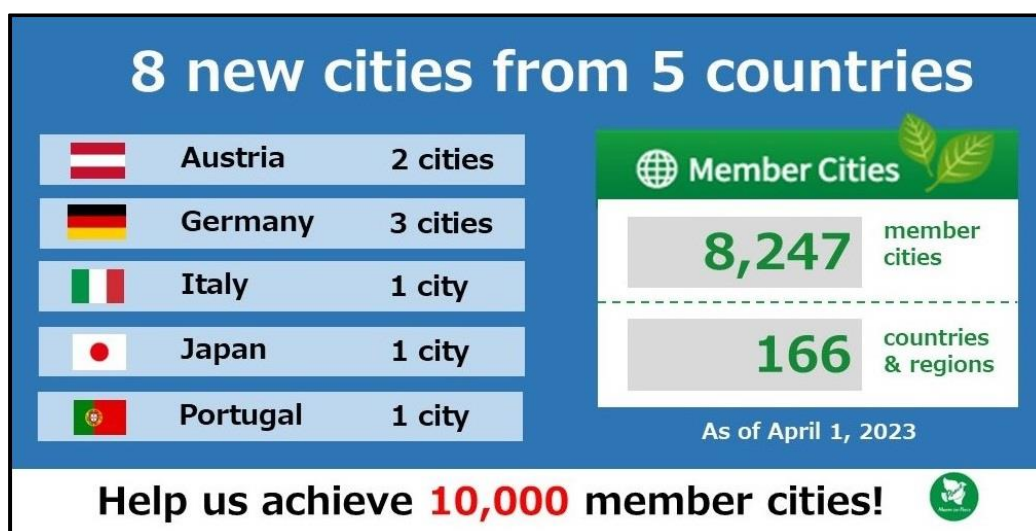 8 new cities from 5 countries
Austria 2 cities
Germany 3 cities
Italy 1 city
Japan 1 city
Portugal 1 city
Member Cities
8,247 member
cities
166 countries
& regions
As of April 1, 2023
Help us achieve 10,000 member cities!